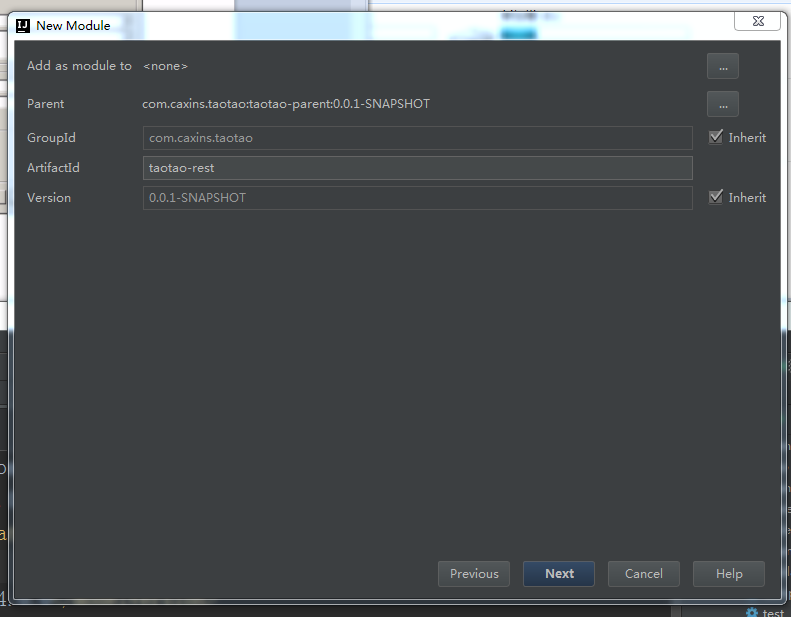 New Module
Add as module to <none>
...
Parent com.caxins.taotao:taotao-parent:0.0.1-SNAPSHOT
...
GroupId com.caxins.taotao Inherit
ArtifactId taotao-rest
Version 0.0.1-SNAPSHOT Inherit
Previous Next Cancel Help
test